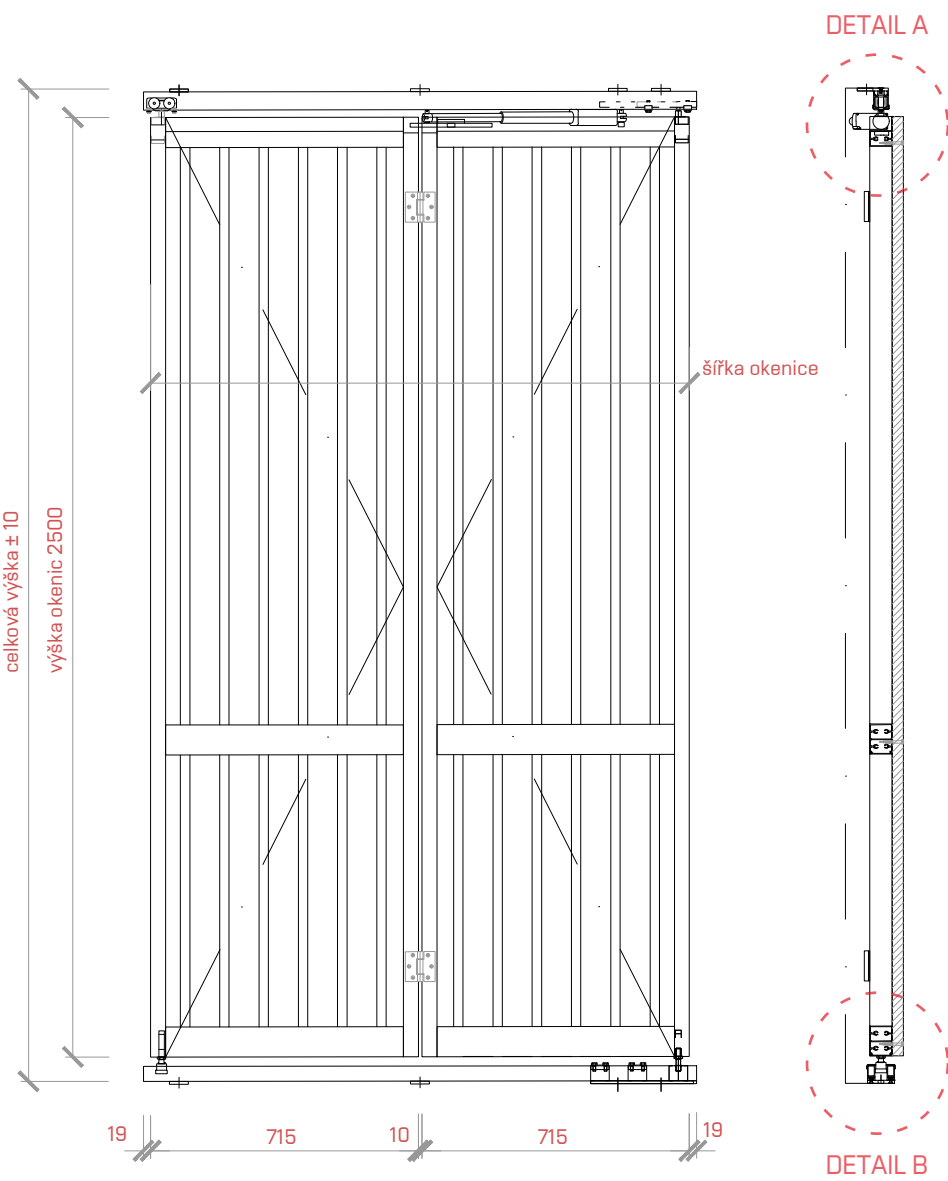 DETAIL A
šířka okenice
celková výška ± 10
výška okenic 2500
19
715
10
715
19
DETAIL B